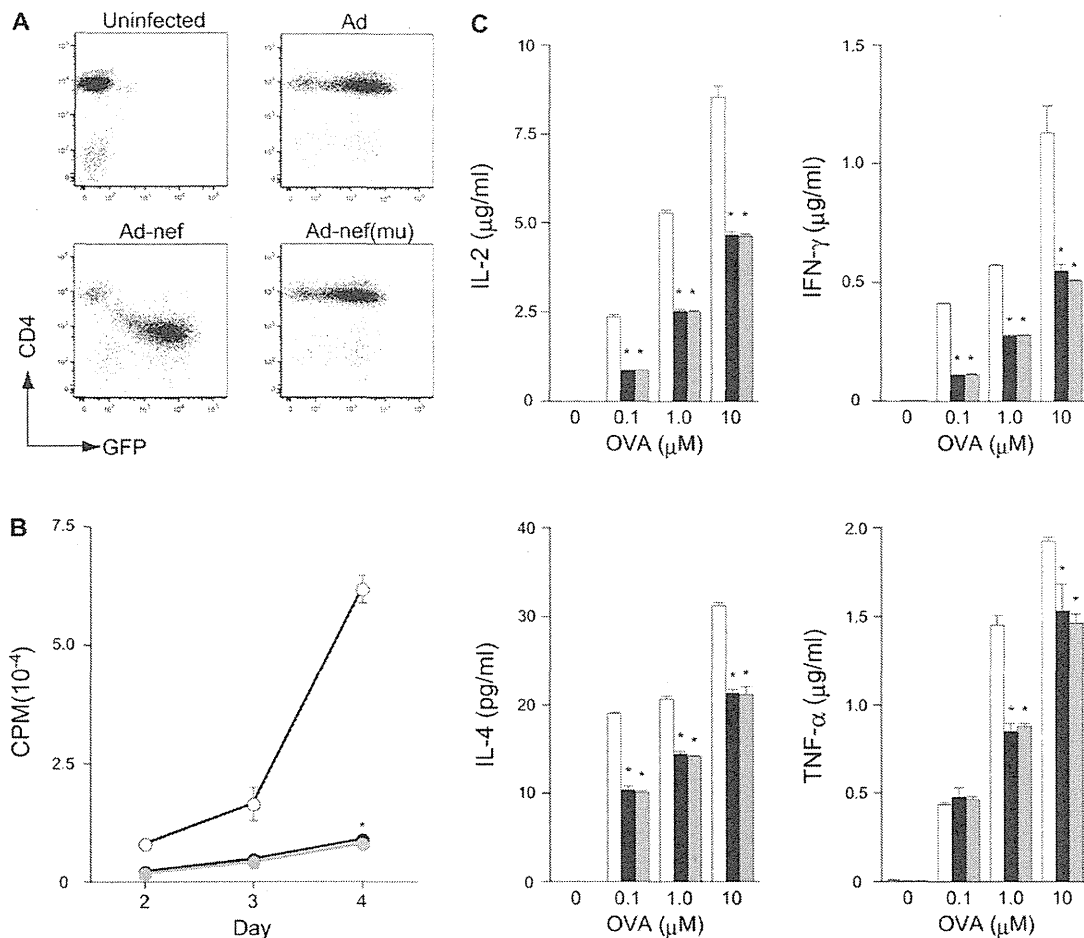 A
Uninfected
Ad
Ad-nef
Ad-nef(mu)
CD4
GFP
B
7.5
5.0
2.5
0
CPM(10⁻⁴)
2
3
4
*
Day
C
10
7.5
5.0
2.5
0
IL-2 (μg/ml)
* *
* *
* *
0
0.1
1.0
10
OVA (μM)
1.5
1.0
0.5
0
IFN-γ (μg/ml)
* *
* *
* *
0
0.1
1.0
10
OVA (μM)
40
30
20
10
0
IL-4 (pg/ml)
* *
* *
* *
0
0.1
1.0
10
OVA (μM)
2.0
1.5
1.0
0.5
0
TNF-α (μg/ml)
* *
* *
0
0.1
1.0
10
OVA (μM)